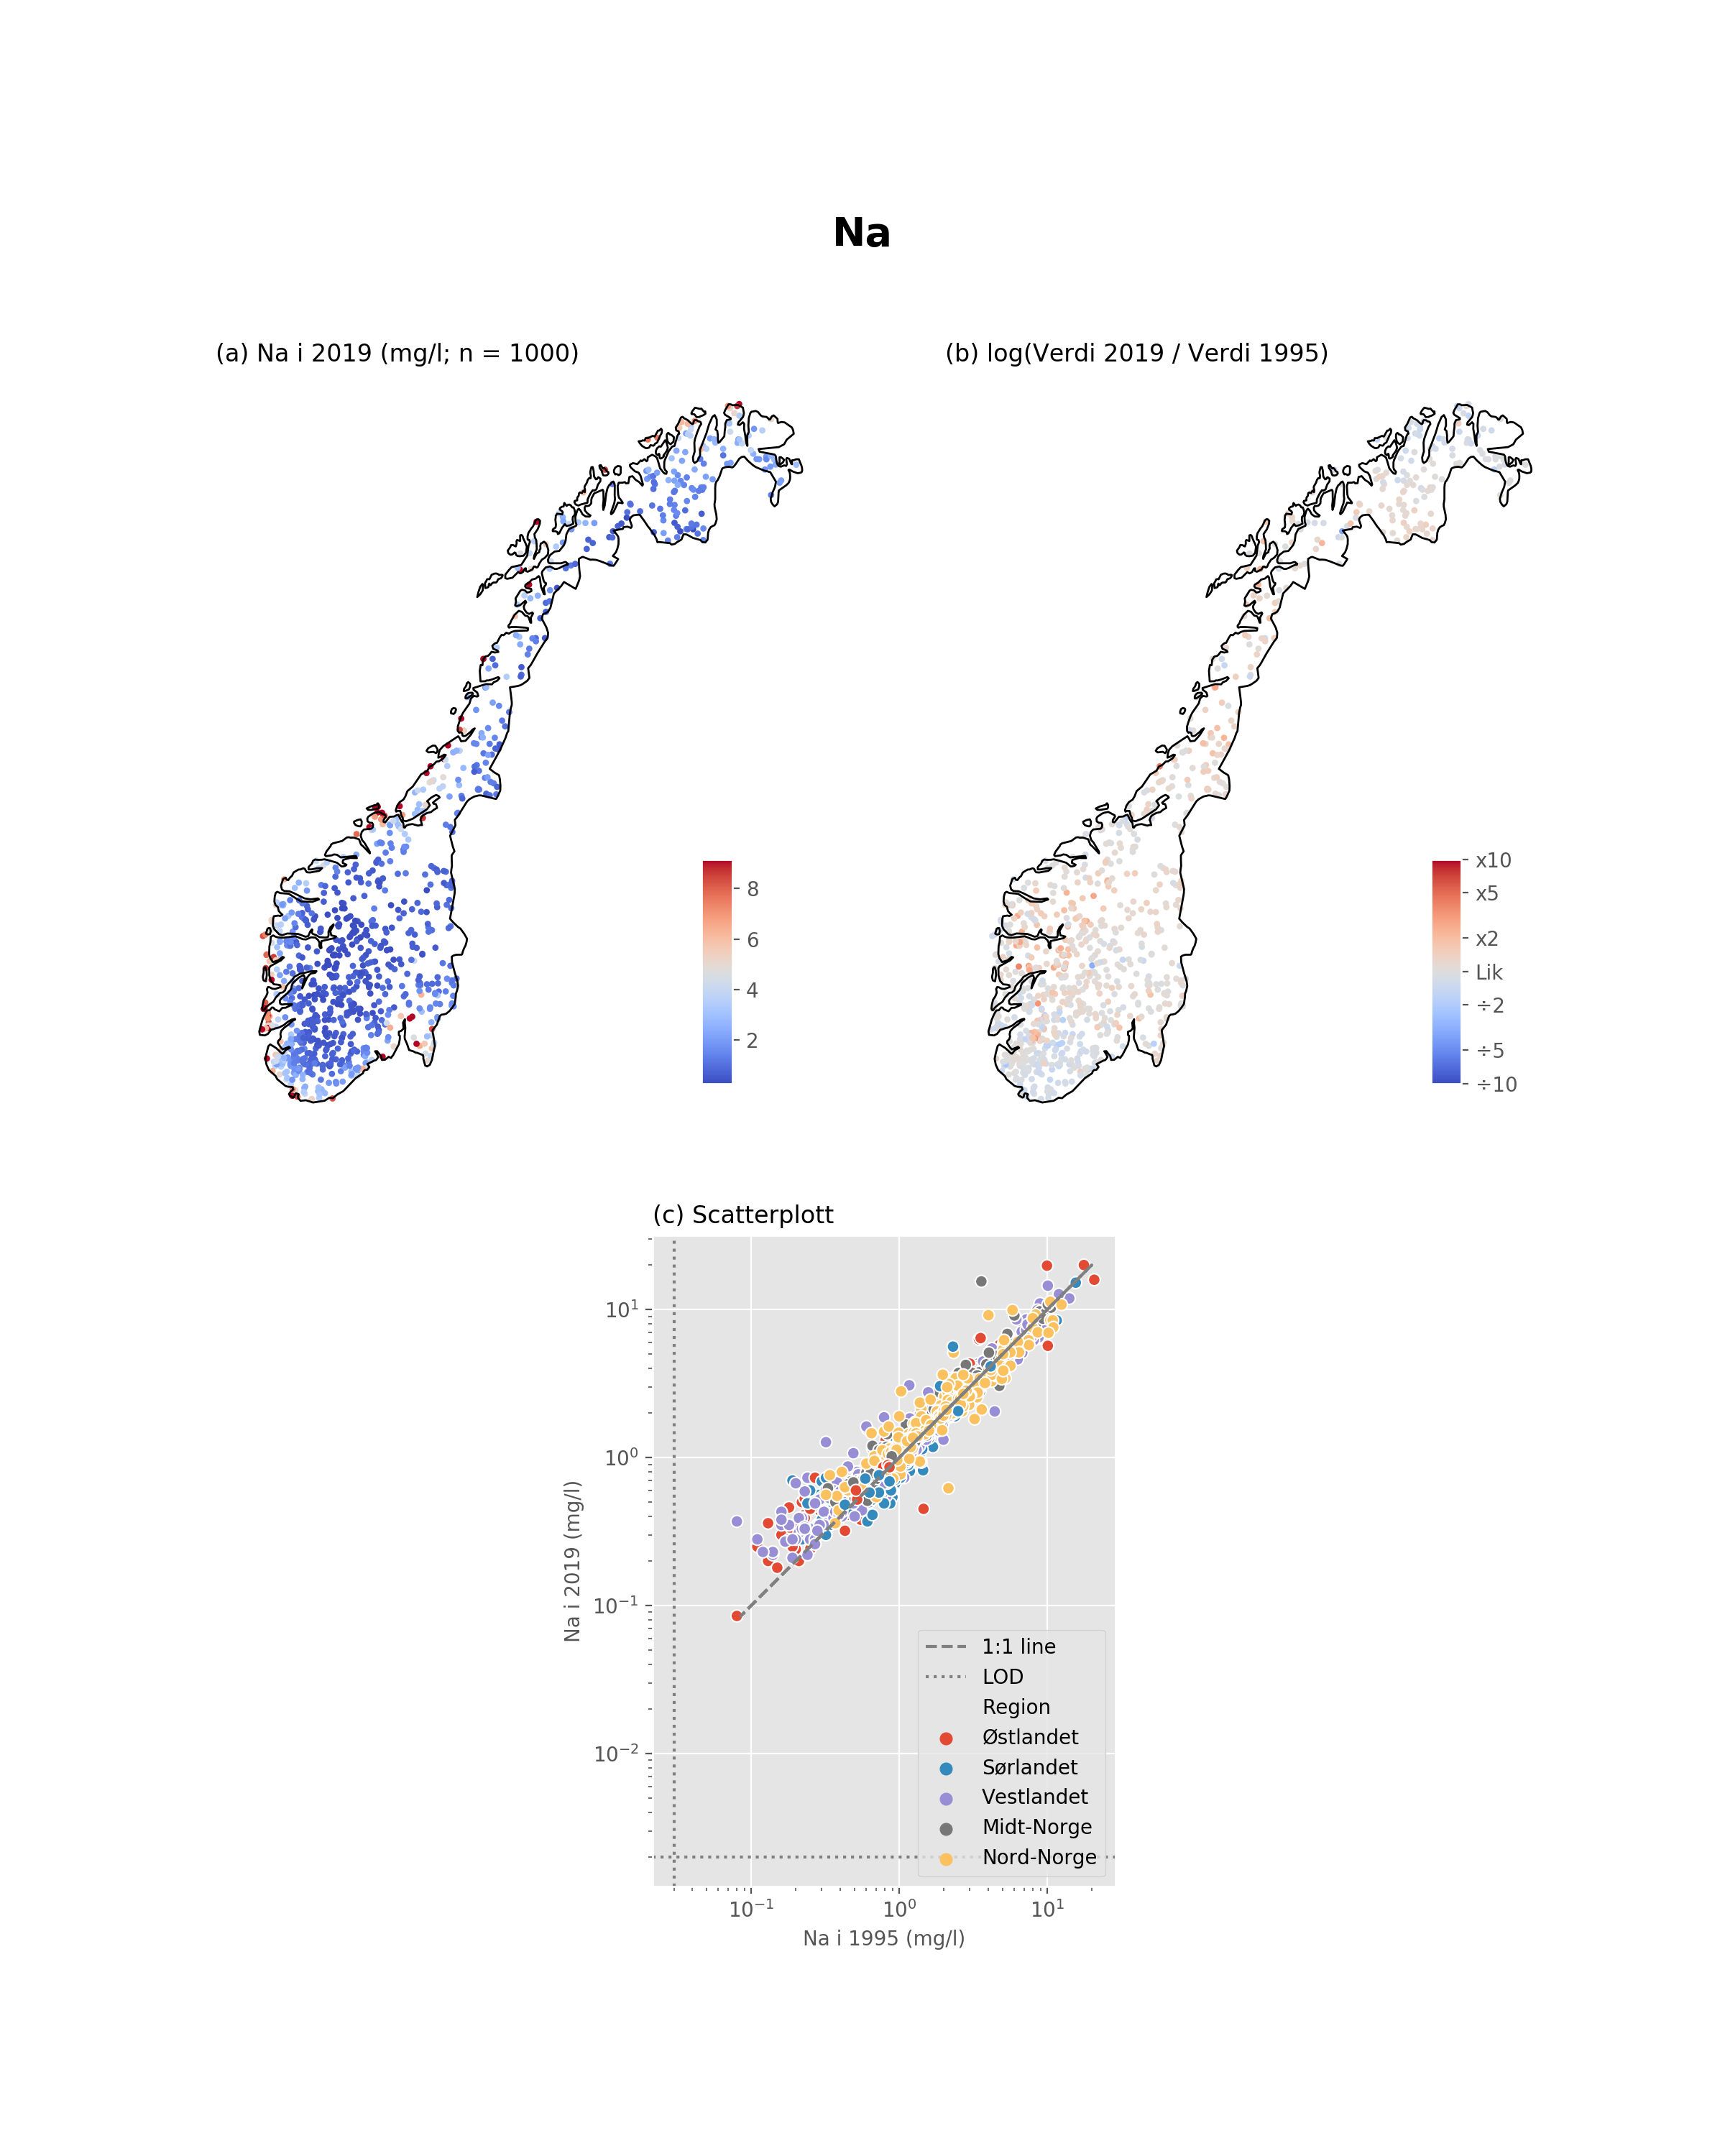 Na
(a) Na i 2019 (mg/l; n = 1000)
(b) log(Verdi 2019 / Verdi 1995)
8
6
4
2
x10
x5
x2
Lik
÷2
÷5
÷10
(c) Scatterplott
10¹
10⁰
10⁻¹
10⁻²
Na i 2019 (mg/l)
1:1 line
LOD
Region
Østlandet
Sørlandet
Vestlandet
Midt-Norge
Nord-Norge
10⁻¹ 10⁰ 10¹
Na i 1995 (mg/l)